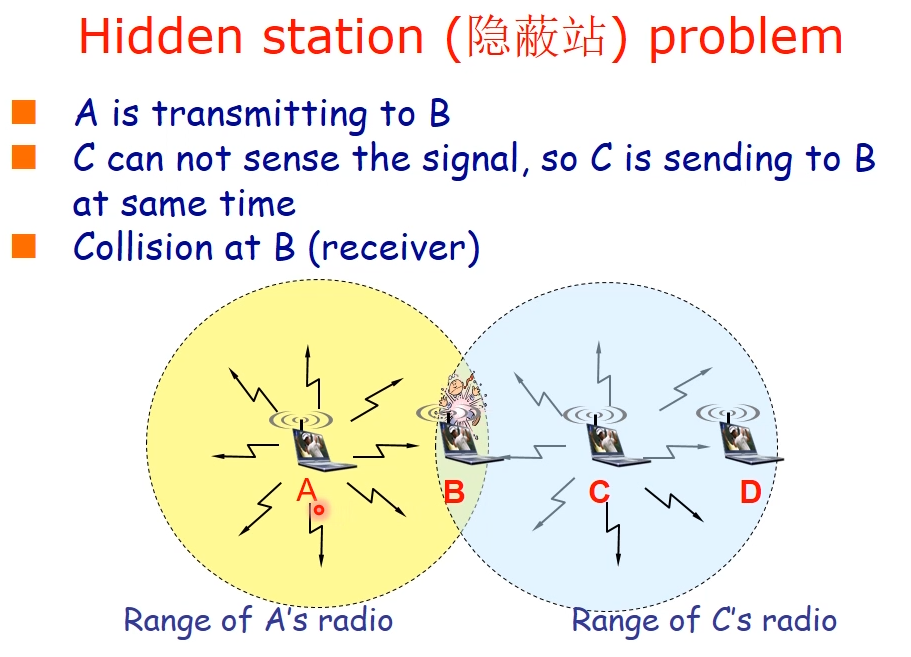 Hidden station (隐蔽站) problem
A is transmitting to B
C can not sense the signal, so C is sending to B
at same time
Collision at B (receiver)
A
B
C
D
Range of A's radio
Range of C's radio